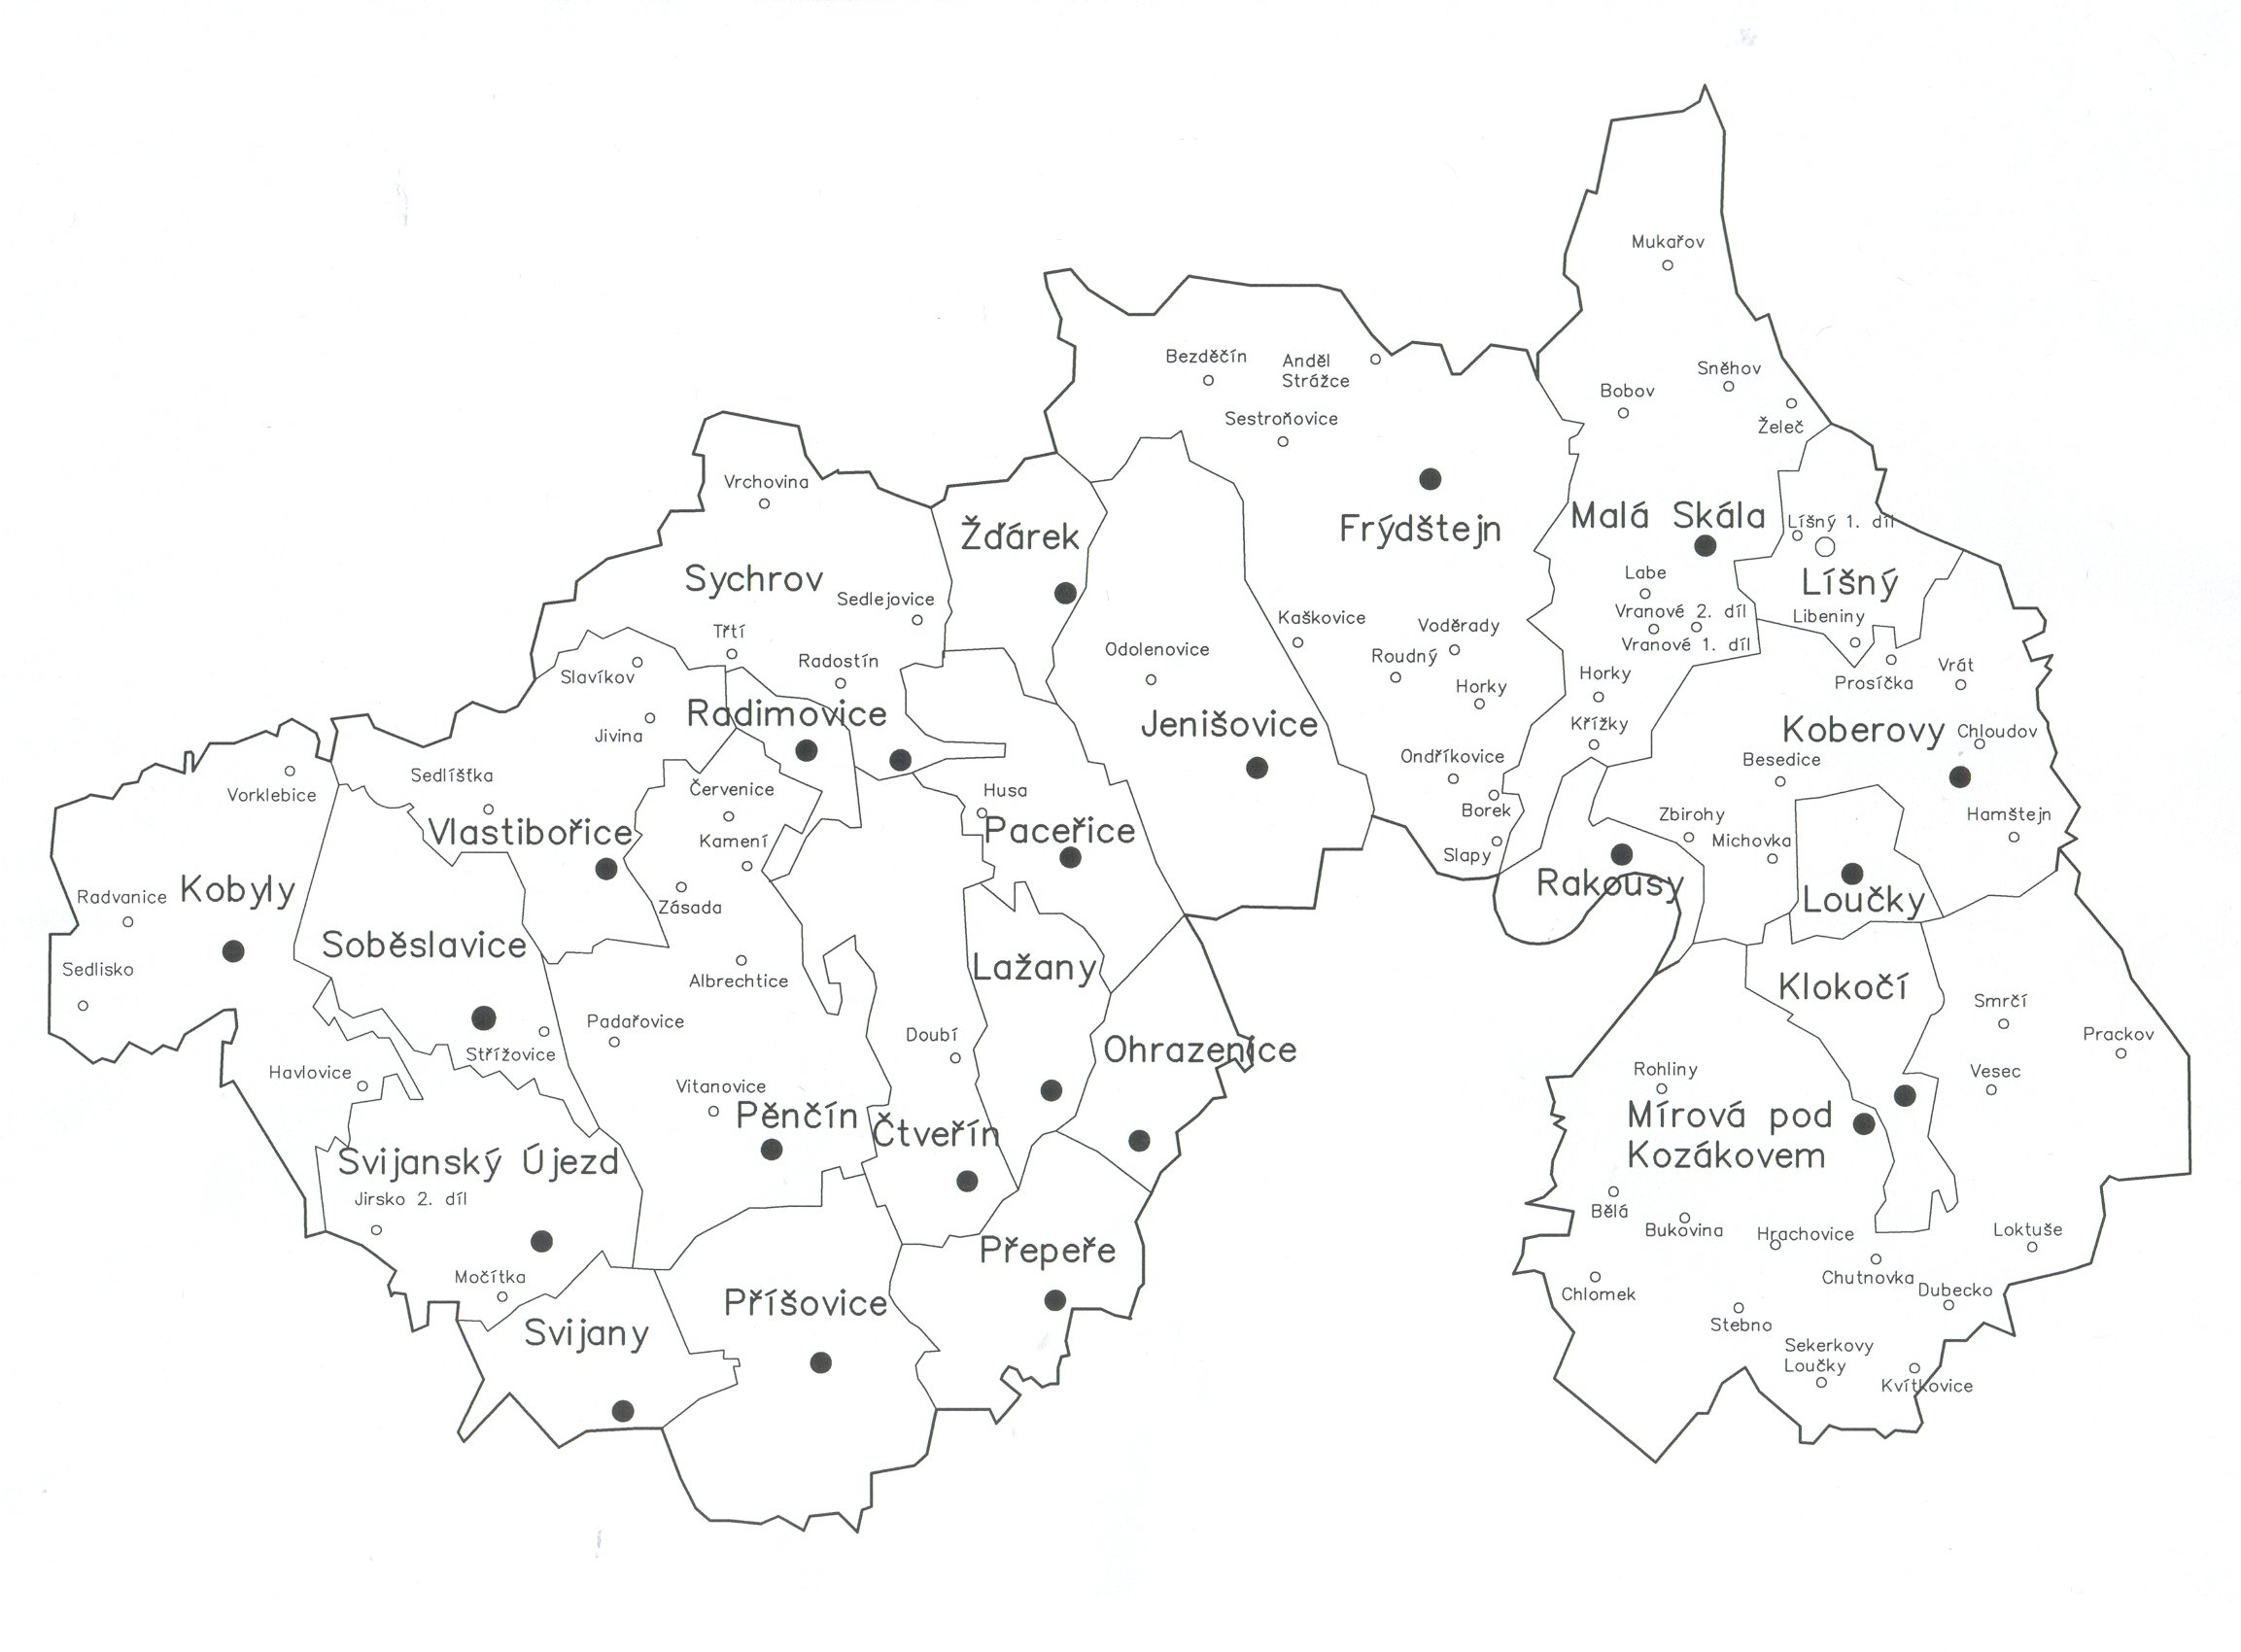 Mukařov
Bezděčín
Anděl
Strážce
Sněhov
Bobov
Sestroňovice
Želeč
Vrchovina
Žďárek
Frýdštejn
Malá Skála
Líšný 1. díl
Sychrov
Labe
Líšný
Sedlejovice
Vranové 2. díl
Libeniny
Kaškovice
Voděrady
Třtí
Vranové 1. díl
Odolenovice
Roudný
Radostín
Vrát
Slavíkov
Horky
Horky
Prosíčka
Radimovice
Jenišovice
Křížky
Koberovy
Chloudov
Jivina
Ondříkovice
Besedice
Sedlíšťka
Vorklebice
Červenice
Husa
Borek
Zbirohy
Hamštejn
Vlastibořice
Paceřice
Kamení
Michovka
Slapy
Radvanice
Kobyly
Rakousy
Loučky
Zásada
Soběslavice
Sedlisko
Lažany
Albrechtice
Klokočí
Smrčí
Padařovice
Doubí
Prackov
Střížovice
Ohrazenice
Havlovice
Rohliny
Vesec
Vitanovice
Pěnčín
Čtveřín
Mírová pod
Kozákovem
Svijanský Újezd
Jirsko 2. díl
Bělá
Bukovina
Hrachovice
Loktuše
Přepeře
Močítka
Chutnovka
Chlomek
Dubecko
Příšovice
Svijany
Stebno
Sekerkovy
Loučky
Kvítkovice